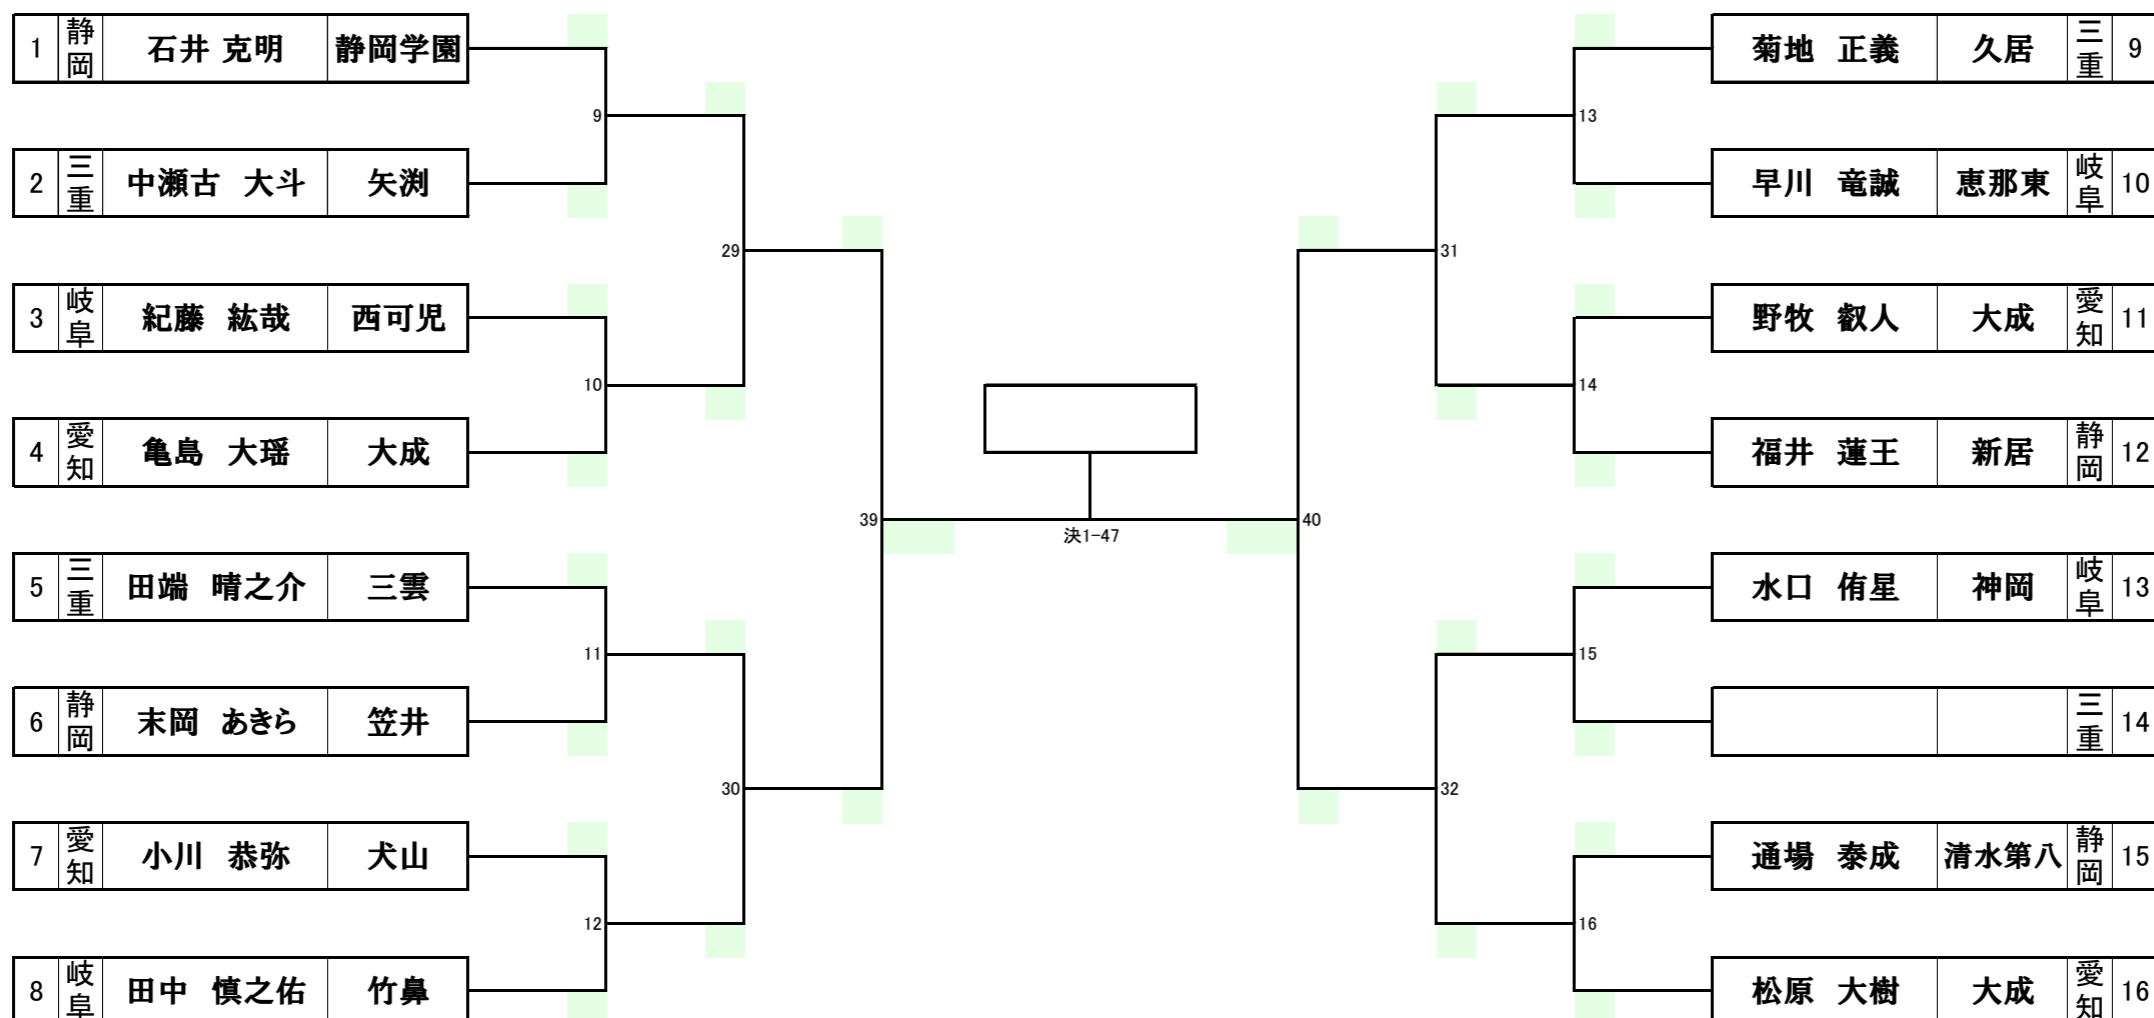 1 静岡 石井 克明 静岡学園
2 三重 中瀬古 大斗 矢渕
3 岐阜 紀藤 紘哉 西可児
4 愛知 亀島 大瑶 大成
5 三重 田端 晴之介 三雲
6 静岡 末岡 あきら 笠井
7 愛知 小川 恭弥 犬山
8 岐阜 田中 慎之佑 竹鼻
9
10
11
12
29
30
39
決1-47
40
31
32
13
14
15
16
菊地 正義 久居 三重 9
早川 竜誠 恵那東 岐阜 10
野牧 叡人 大成 愛知 11
福井 蓮王 新居 静岡 12
水口 侑星 神岡 岐阜 13
三重 14
通場 泰成 清水第八 静岡 15
松原 大樹 大成 愛知 16